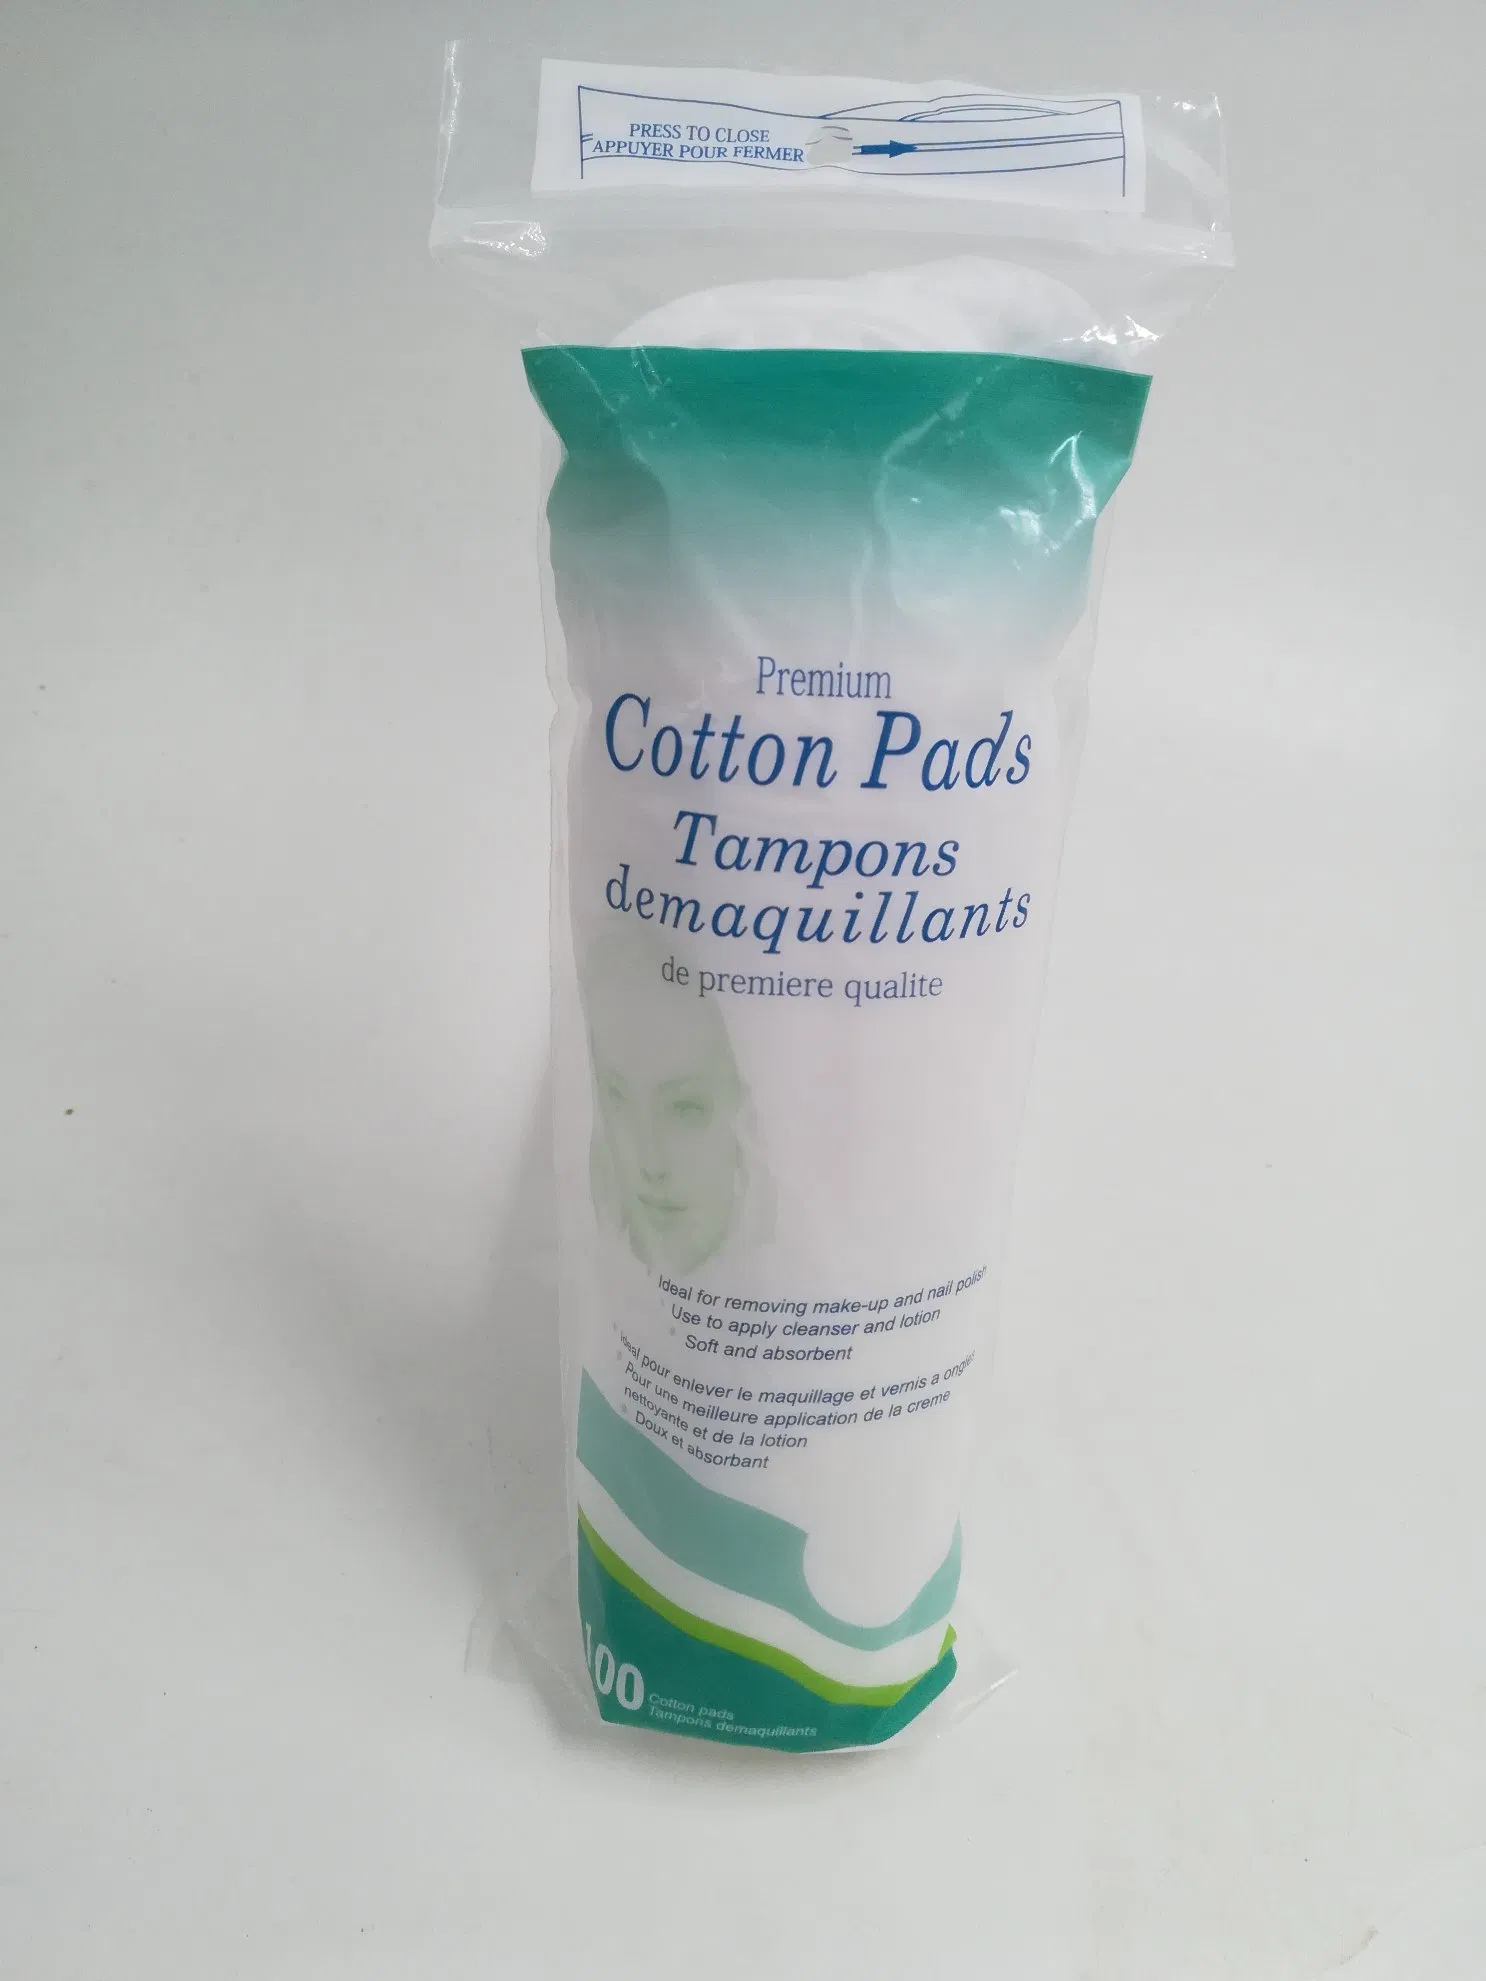 PRESS TO CLOSE
APPUYER POUR FERMER
Premium
Cotton Pads
Tampons
demaquillants
de premiere qualite
Ideal for removing make-up and nail polish
Use to apply cleanser and lotion
Soft and absorbent
Ideal pour enlever le maquillage et vernis a ongles
Pour une meilleure application de la creme
nettoyante et de la lotion
Doux et absorbant
100
Cotton pads
Tampons demaquillants